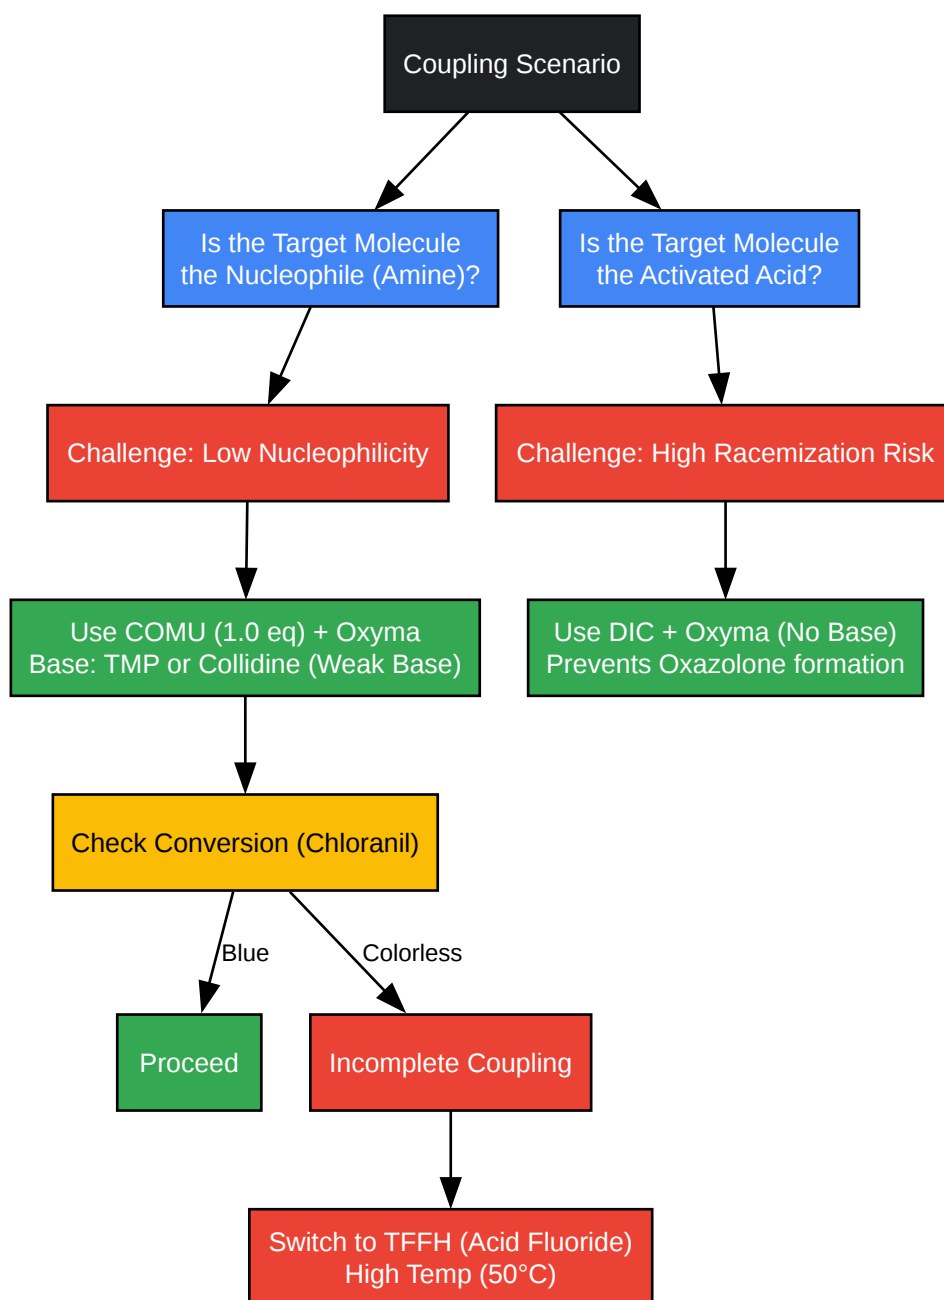 Coupling Scenario
Is the Target Molecule
the Nucleophile (Amine)?
Is the Target Molecule
the Activated Acid?
Challenge: Low Nucleophilicity
Challenge: High Racemization Risk
Use COMU (1.0 eq) + Oxyma
Base: TMP or Collidine (Weak Base)
Use DIC + Oxyma (No Base)
Prevents Oxazolone formation
Check Conversion (Chloranil)
Blue
Colorless
Proceed
Incomplete Coupling
Switch to TFFH (Acid Fluoride)
High Temp (50°C)